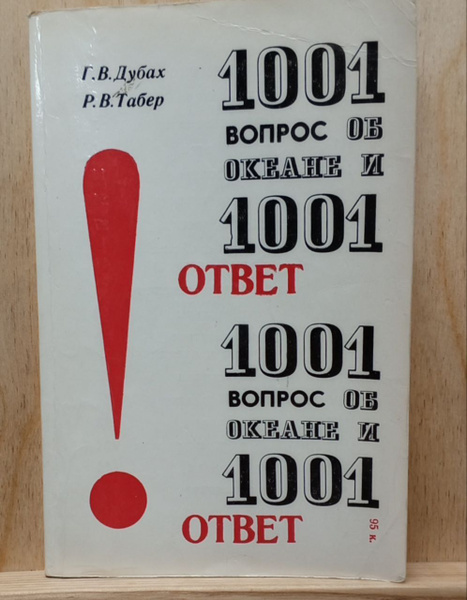 Г. В. Дубах
Р. В. Табер
1001
ВОПРОС ОБ
ОКЕАНЕ И
1001
ОТВЕТ
1001
ВОПРОС ОБ
ОКЕАНЕ И
1001
ОТВЕТ
95 к.